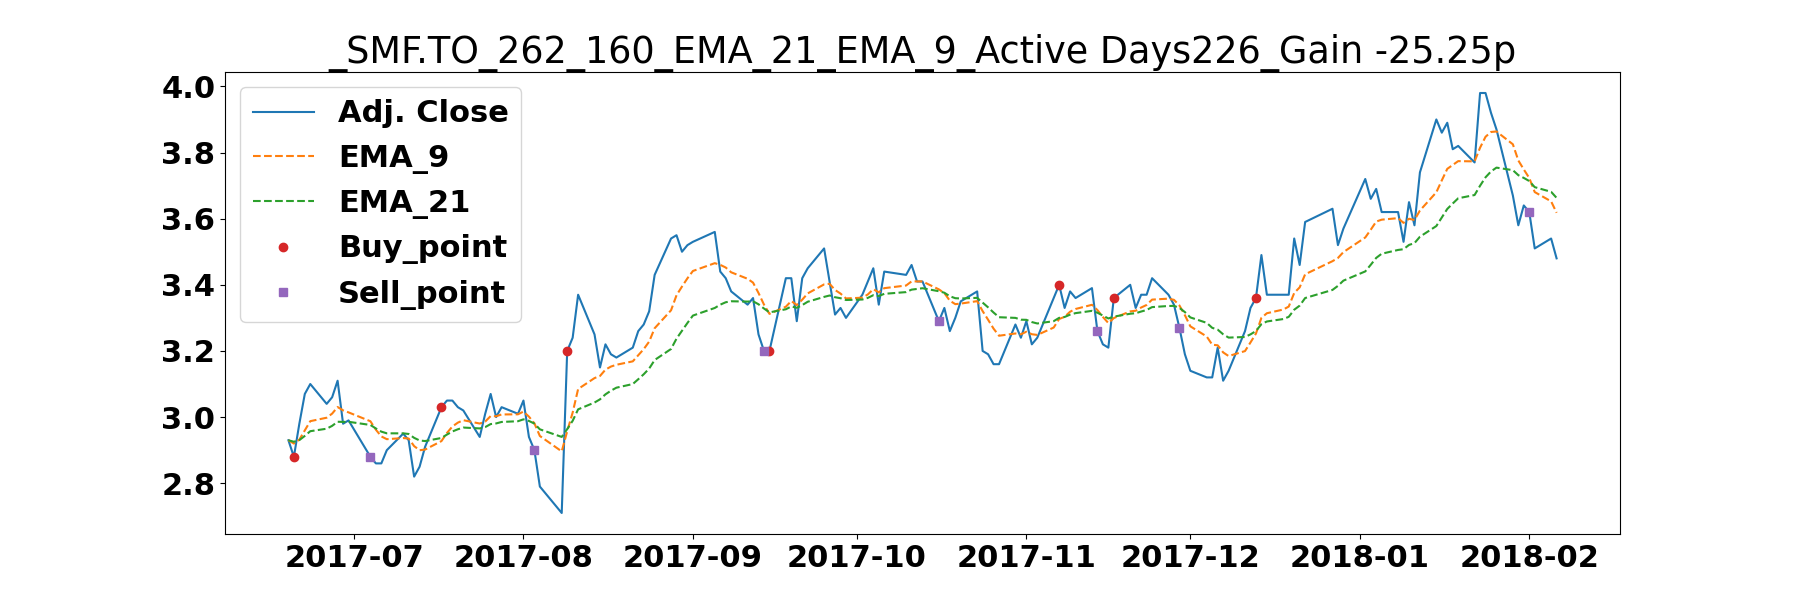 _SMF.TO_262_160_EMA_21_EMA_9_Active Days226_Gain -25.25p
4.0
3.8
3.6
3.4
3.2
3.0
2.8
Adj. Close
EMA_9
EMA_21
Buy_point
Sell_point
2017-07 2017-08 2017-09 2017-10 2017-11 2017-12 2018-01 2018-02